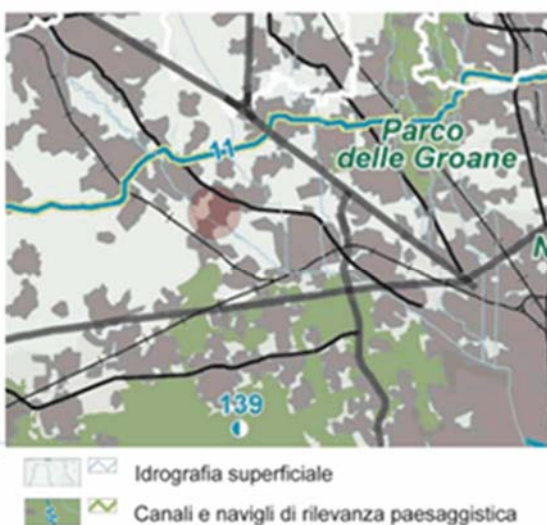 Parco
delle Groane
11
N
139
Idrografia superficiale
Canali e navigli di rilevanza paesaggistica